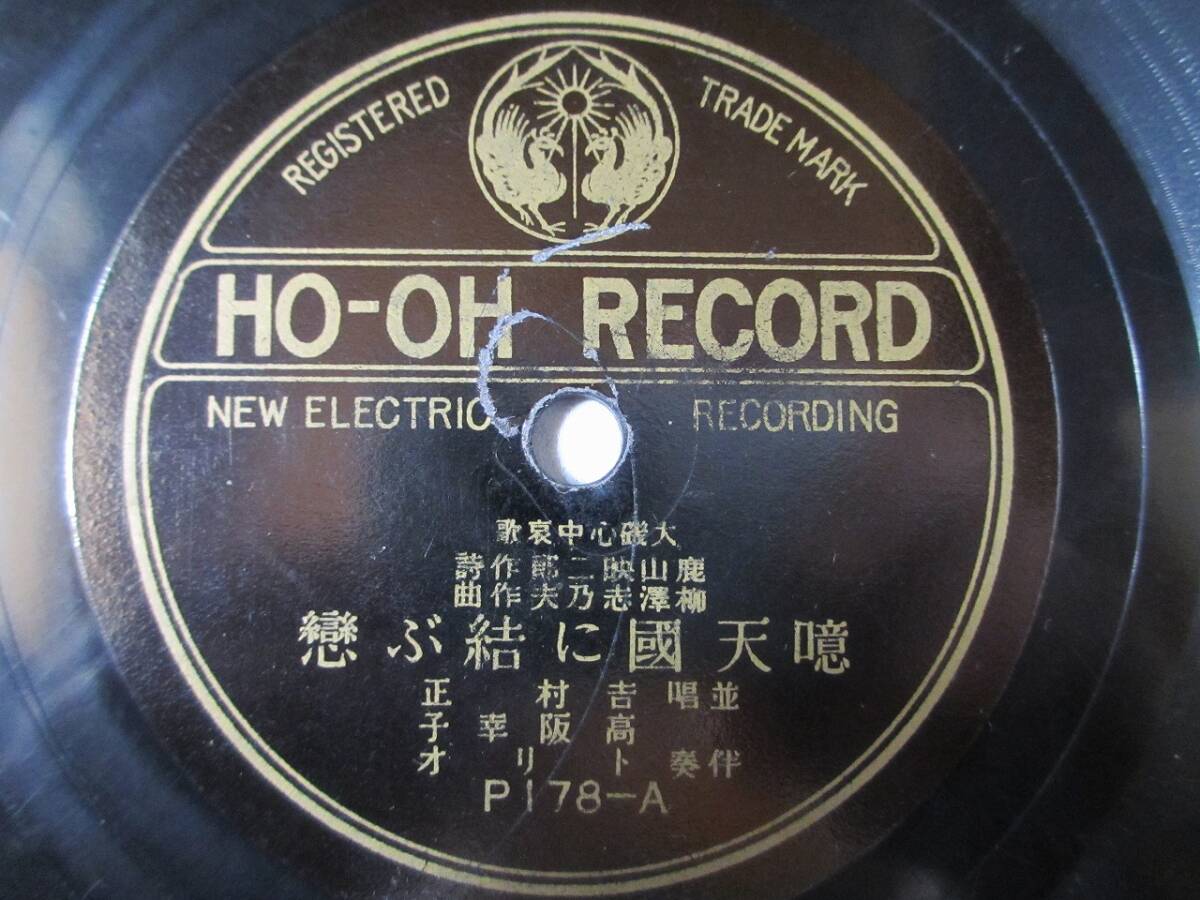 REGISTERED TRADE MARK
HO-OH RECORD
NEW ELECTRIC RECORDING
大磯心中哀歌
鹿山映二郎作詩
柳澤志乃夫作曲
噫天國に結ぶ戀
並唱 吉村正
高阪幸子
伴奏 トリオ
P178-A